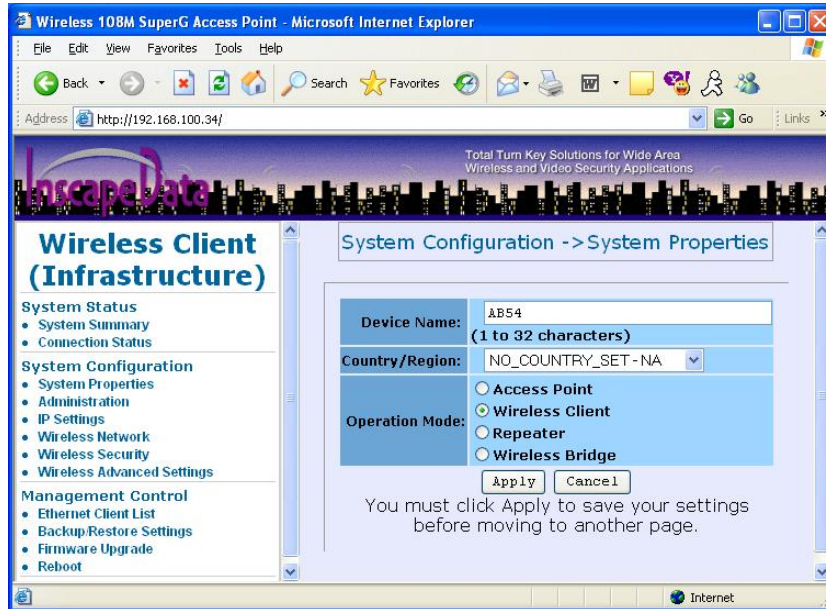 Wireless 108M SuperG Access Point - Microsoft Internet Explorer
File Edit View Favorites Tools Help
Back Search Favorites
Address http://192.168.100.34/ Go Links
InscapeData
Total Turn Key Solutions for Wide Area
Wireless and Video Security Applications
Wireless Client
(Infrastructure)
System Status
System Summary
Connection Status
System Configuration
System Properties
Administration
IP Settings
Wireless Network
Wireless Security
Wireless Advanced Settings
Management Control
Ethernet Client List
Backup/Restore Settings
Firmware Upgrade
Reboot
System Configuration ->System Properties
Device Name: AB54
(1 to 32 characters)
Country/Region: NO_COUNTRY_SET-NA
Operation Mode:
Access Point
Wireless Client
Repeater
Wireless Bridge
Apply Cancel
You must click Apply to save your settings
before moving to another page.
Internet